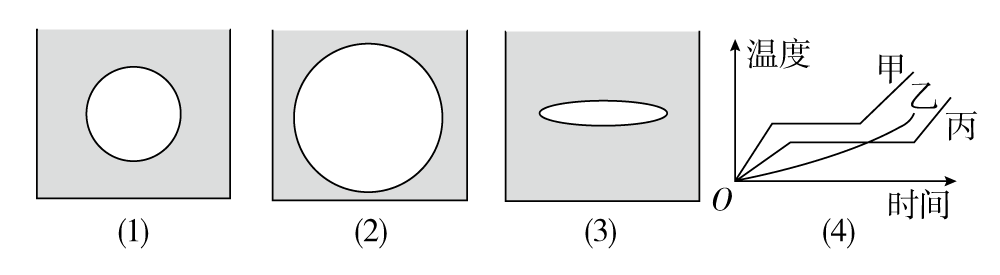 温度
甲
乙
丙
O
时间
(1)
(2)
(3)
(4)